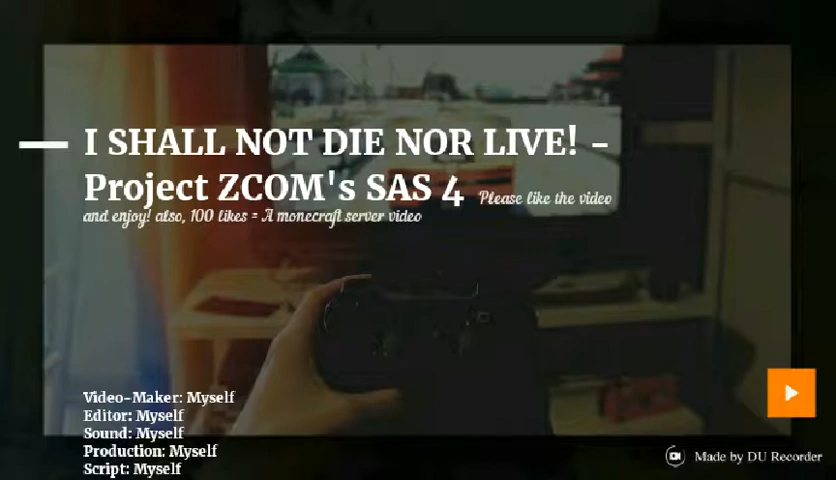 I SHALL NOT DIE NOR LIVE! -
Project ZCOM's SAS 4 Please like the video
and enjoy! also, 100 likes = A monecraft server video
Video-Maker: Myself
Editor: Myself
Sound: Myself
Production: Myself
Script: Myself
Made by DU Recorder